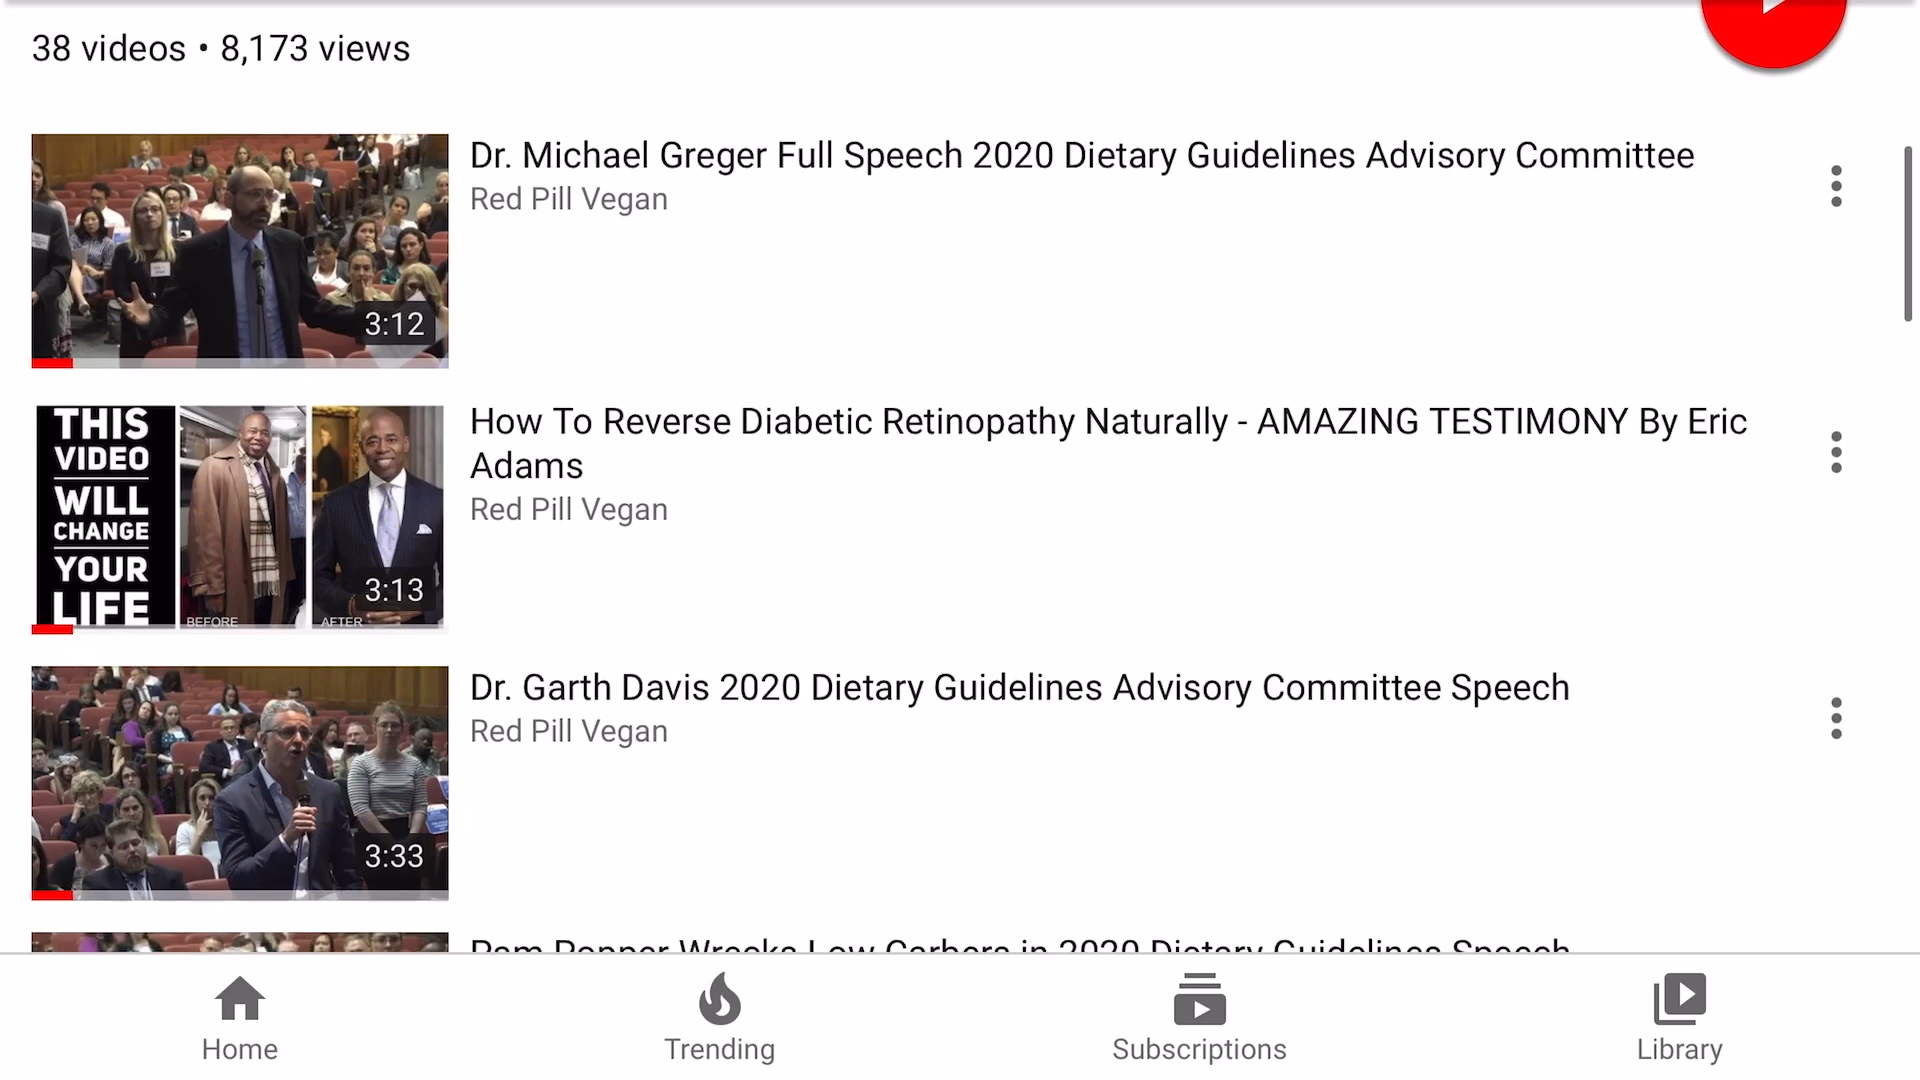 38 videos • 8,173 views
Dr. Michael Greger Full Speech 2020 Dietary Guidelines Advisory Committee
Red Pill Vegan
3:12
THIS
VIDEO
WILL
CHANGE
YOUR
LIFE
BEFORE
AFTER
3:13
How To Reverse Diabetic Retinopathy Naturally - AMAZING TESTIMONY By Eric
Adams
Red Pill Vegan
Dr. Garth Davis 2020 Dietary Guidelines Advisory Committee Speech
Red Pill Vegan
3:33
Pam Popper Wrecks Low Carbers in 2020 Dietary Guidelines Speech
Home
Trending
Subscriptions
Library